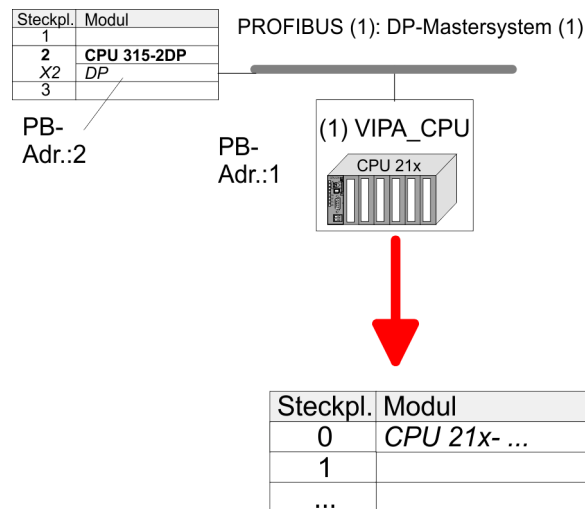 Steckpl. Modul
1
2 CPU 315-2DP
X2 DP
3
PROFIBUS (1): DP-Mastersystem (1)
PB-
Adr.:2
PB-
Adr.:1
(1) VIPA_CPU
CPU 21x
Steckpl. Modul
0 CPU 21x- ...
1
...